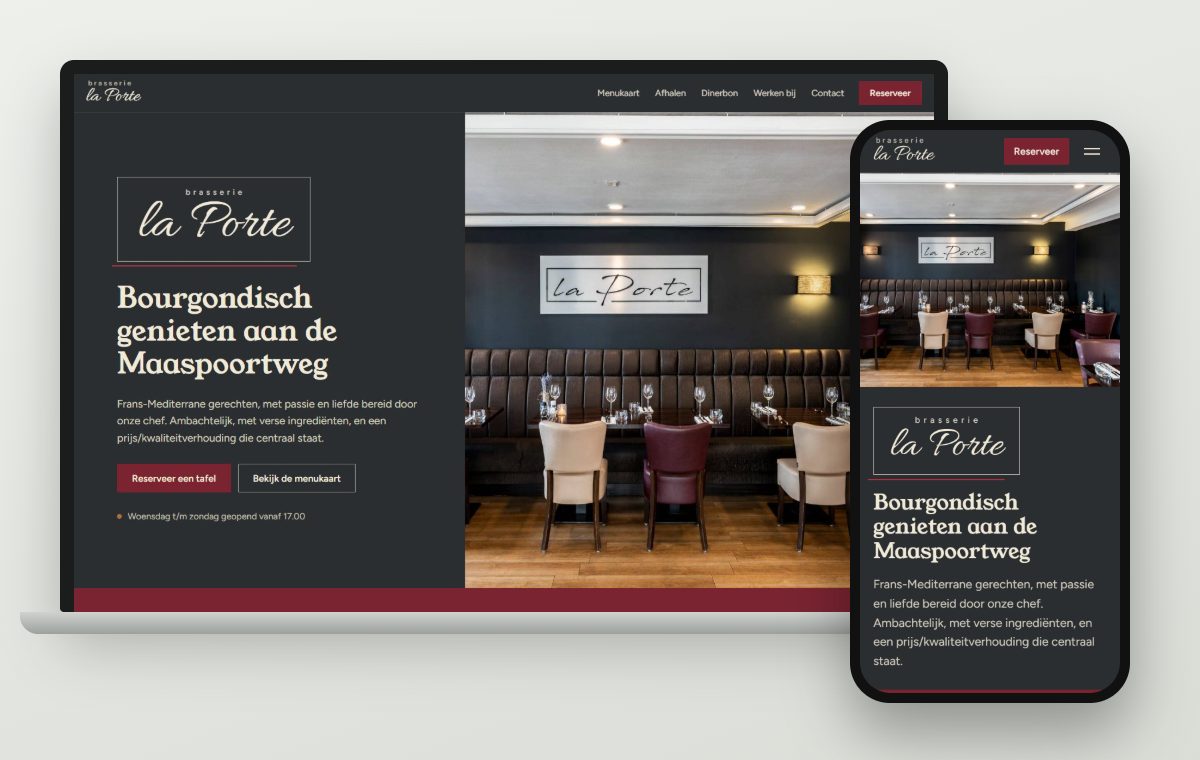 brasserie
la Porte
Menukaart Afhalen Dinerbon Werken bij Contact Reserveer
brasserie
la Porte
Bourgondisch
genieten aan de
Maaspoortweg
Frans-Mediterrane gerechten, met passie en liefde bereid door
onze chef. Ambachtelijk, met verse ingrediënten, en een
prijs/kwaliteitverhouding die centraal staat.
Reserveer een tafel Bekijk de menukaart
Woensdag t/m zondag geopend vanaf 17.00
la Porte
brasserie
la Porte
Reserveer
la Porte
brasserie
la Porte
Bourgondisch
genieten aan de
Maaspoortweg
Frans-Mediterrane gerechten, met passie
en liefde bereid door onze chef.
Ambachtelijk, met verse ingrediënten, en
een prijs/kwaliteitverhouding die centraal
staat.